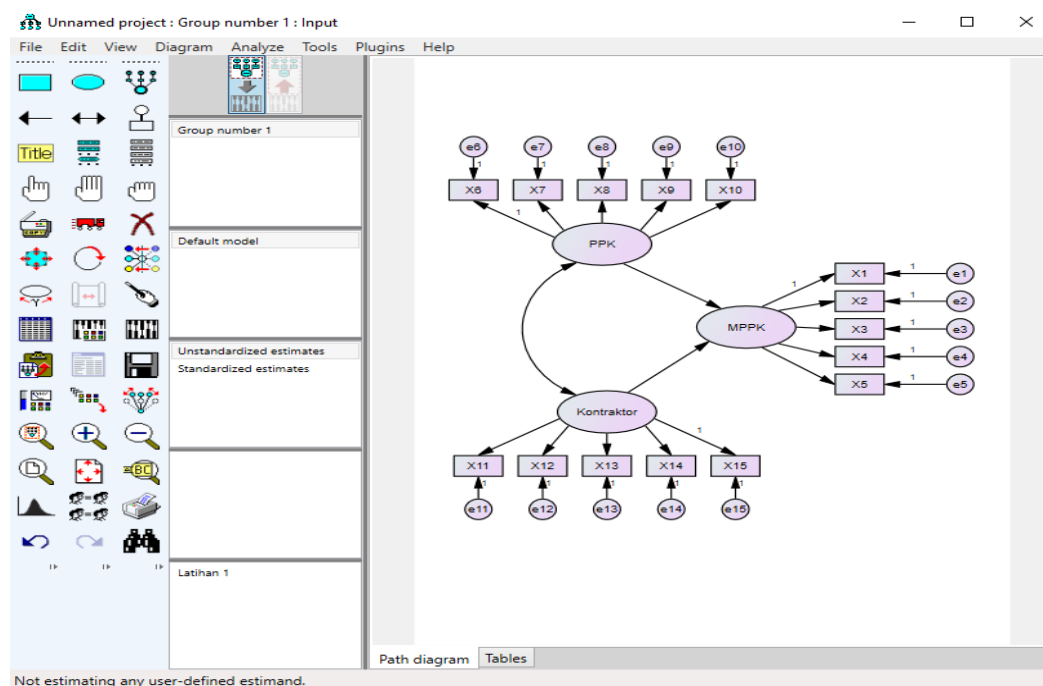 Unnamed project : Group number 1 : Input
File Edit View Diagram Analyze Tools Plugins Help
Title
Group number 1
Default model
Unstandardized estimates
Standardized estimates
Latihan 1
e6 e7 e8 e9 e10
1 1 1 1 1
X6 X7 X8 X9 X10
1
PPK
X1 1 e1
1
X2 1 e2
MPPK
X3 1 e3
X4 1 e4
X5 1 e5
Kontraktor
1
X11 X12 X13 X14 X15
1 1 1 1 1
e11 e12 e13 e14 e15
Path diagram Tables
Not estimating any user-defined estimand.